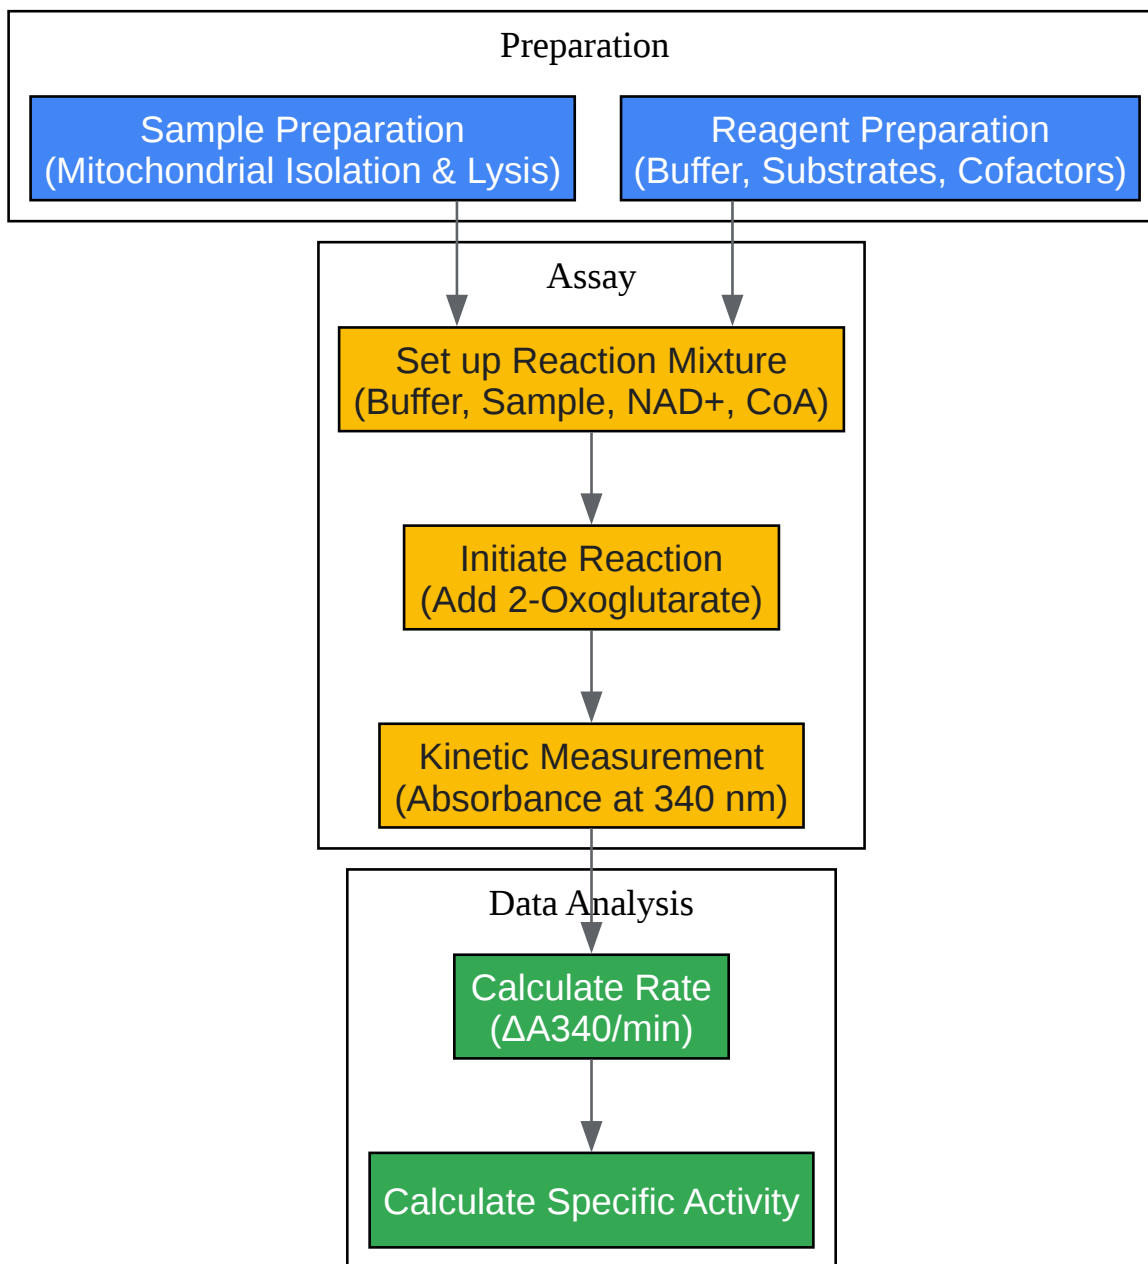 Preparation
Sample Preparation
(Mitochondrial Isolation & Lysis)
Reagent Preparation
(Buffer, Substrates, Cofactors)
Assay
Set up Reaction Mixture
(Buffer, Sample, NAD+, CoA)
Initiate Reaction
(Add 2-Oxoglutarate)
Kinetic Measurement
(Absorbance at 340 nm)
Data Analysis
Calculate Rate
(ΔA340/min)
Calculate Specific Activity